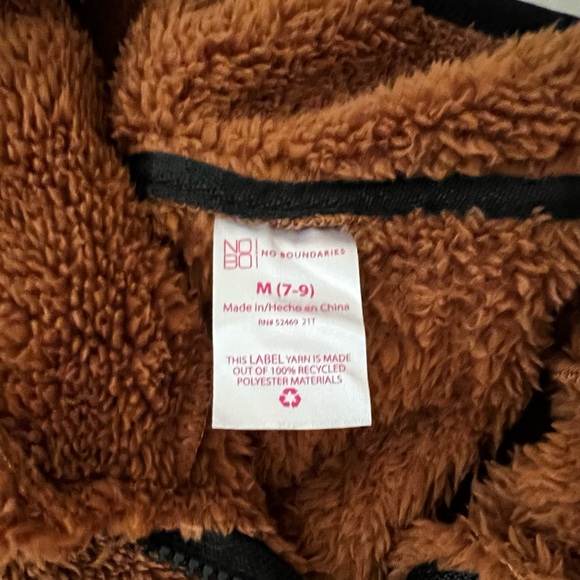 NO
BO
NO BOUNDARIES
M (7-9)
Made in/Hecho en China
RN# 52469 21T
THIS LABEL YARN IS MADE
OUT OF 100% RECYCLED
POLYESTER MATERIALS